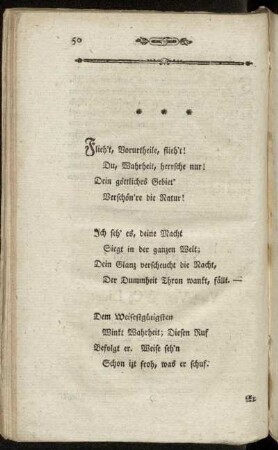 50
* * *
Flieh't, Vorurtheile, flieh't!
Du, Wahrheit, herrsche nur!
Dein göttliches Gebiet'
Verschön're die Natur!
Ich seh' es, deine Macht
Siegt in der ganzen Welt;
Dein Glanz verscheucht die Nacht,
Der Dummheit Thron wankt, fällt. —
Dem Weisestgütigsten
Winkt Wahrheit; Diesen Ruf
Befolgt er. Weise seh'n
Schon izt froh, was er schuf.